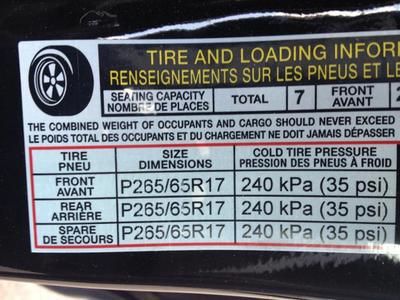 TIRE AND LOADING INFOR
RENSEIGNEMENTS SUR LES PNEUS ET LE
SEATING CAPACITY
NOMBRE DE PLACES
TOTAL 7 FRONT
AVANT 2
THE COMBINED WEIGHT OF OCCUPANTS AND CARGO SHOULD NEVER EXCEED
LE POIDS TOTAL DES OCCUPANTS ET DU CHARGEMENT NE DOIT JAMAIS DÉPASSER
TIRE
PNEU
SIZE
DIMENSIONS
COLD TIRE PRESSURE
PRESSION DES PNEUS À FROID
FRONT
AVANT
P265/65R17 240 kPa (35 psi)
REAR
ARRIÈRE
P265/65R17 240 kPa (35 psi)
SPARE
DE SECOURS
P265/65R17 240 kPa (35 psi)